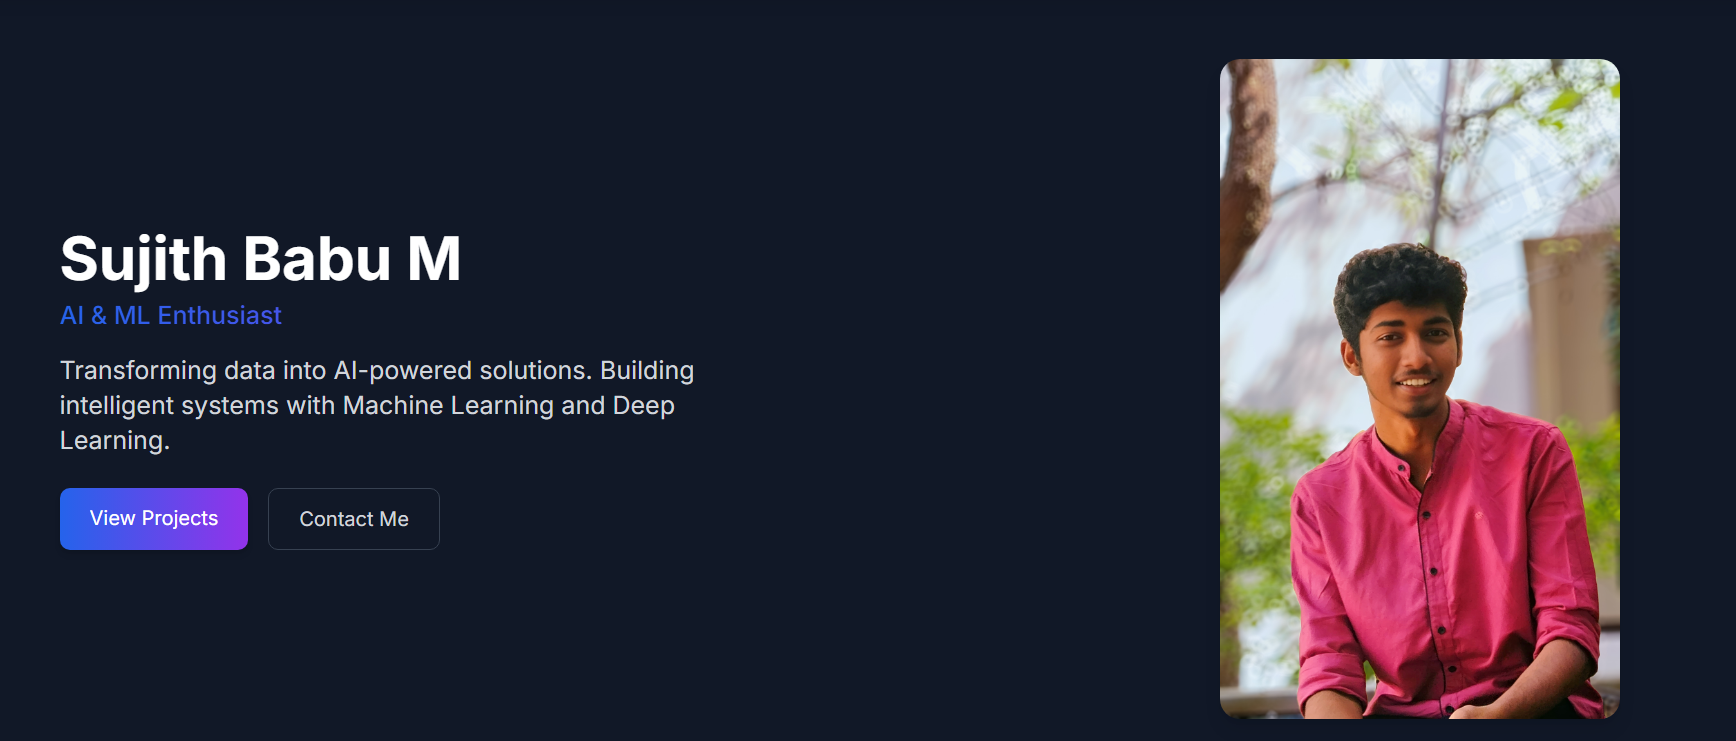 Sujith Babu M
AI & ML Enthusiast
Transforming data into AI-powered solutions. Building
intelligent systems with Machine Learning and Deep
Learning.
View Projects
Contact Me